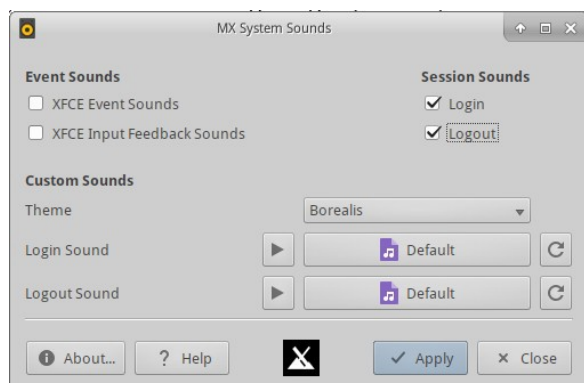 MX System Sounds
Event Sounds
Session Sounds
XFCE Event Sounds
Login
XFCE Input Feedback Sounds
Logout
Custom Sounds
Theme
Borealis
Login Sound
Default
Logout Sound
Default
About...
? Help
Apply
Close